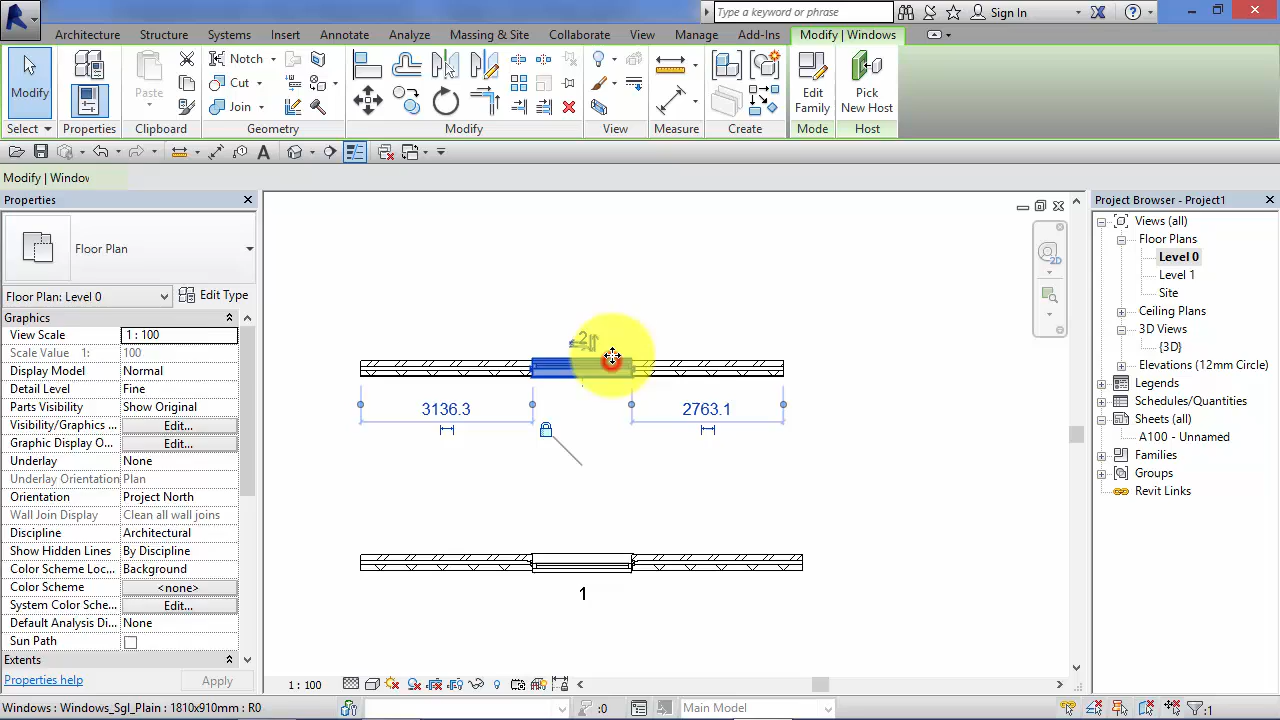 Type a keyword or phrase
Sign In
Architecture Structure Systems Insert Annotate Analyze Massing & Site Collaborate View Manage Add-Ins Modify | Windows
Modify
Paste
Notch
Cut
Join
Edit Family
Pick New Host
Select Properties Clipboard Geometry Modify View Measure Create Mode Host
Modify | Window
Properties
Floor Plan
Floor Plan: Level 0
Edit Type
Graphics
View Scale 1 : 100
Scale Value 1: 100
Display Model Normal
Detail Level Fine
Parts Visibility Show Original
Visibility/Graphics ... Edit...
Graphic Display O... Edit...
Underlay None
Underlay Orientation Plan
Orientation Project North
Wall Join Display Clean all wall joins
Discipline Architectural
Show Hidden Lines By Discipline
Color Scheme Loc... Background
Color Scheme <none>
System Color Sche... Edit...
Default Analysis Di... None
Sun Path
Extents
Properties help
Apply
2
3136.3
2763.1
1
2D
Project Browser - Project1
Views (all)
Floor Plans
Level 0
Level 1
Site
Ceiling Plans
3D Views
{3D}
Elevations (12mm Circle)
Legends
Schedules/Quantities
Sheets (all)
A100 - Unnamed
Families
Groups
Revit Links
1 : 100
Windows : Windows_Sgl_Plain : 1810x910mm : R0
:0
Main Model
:1